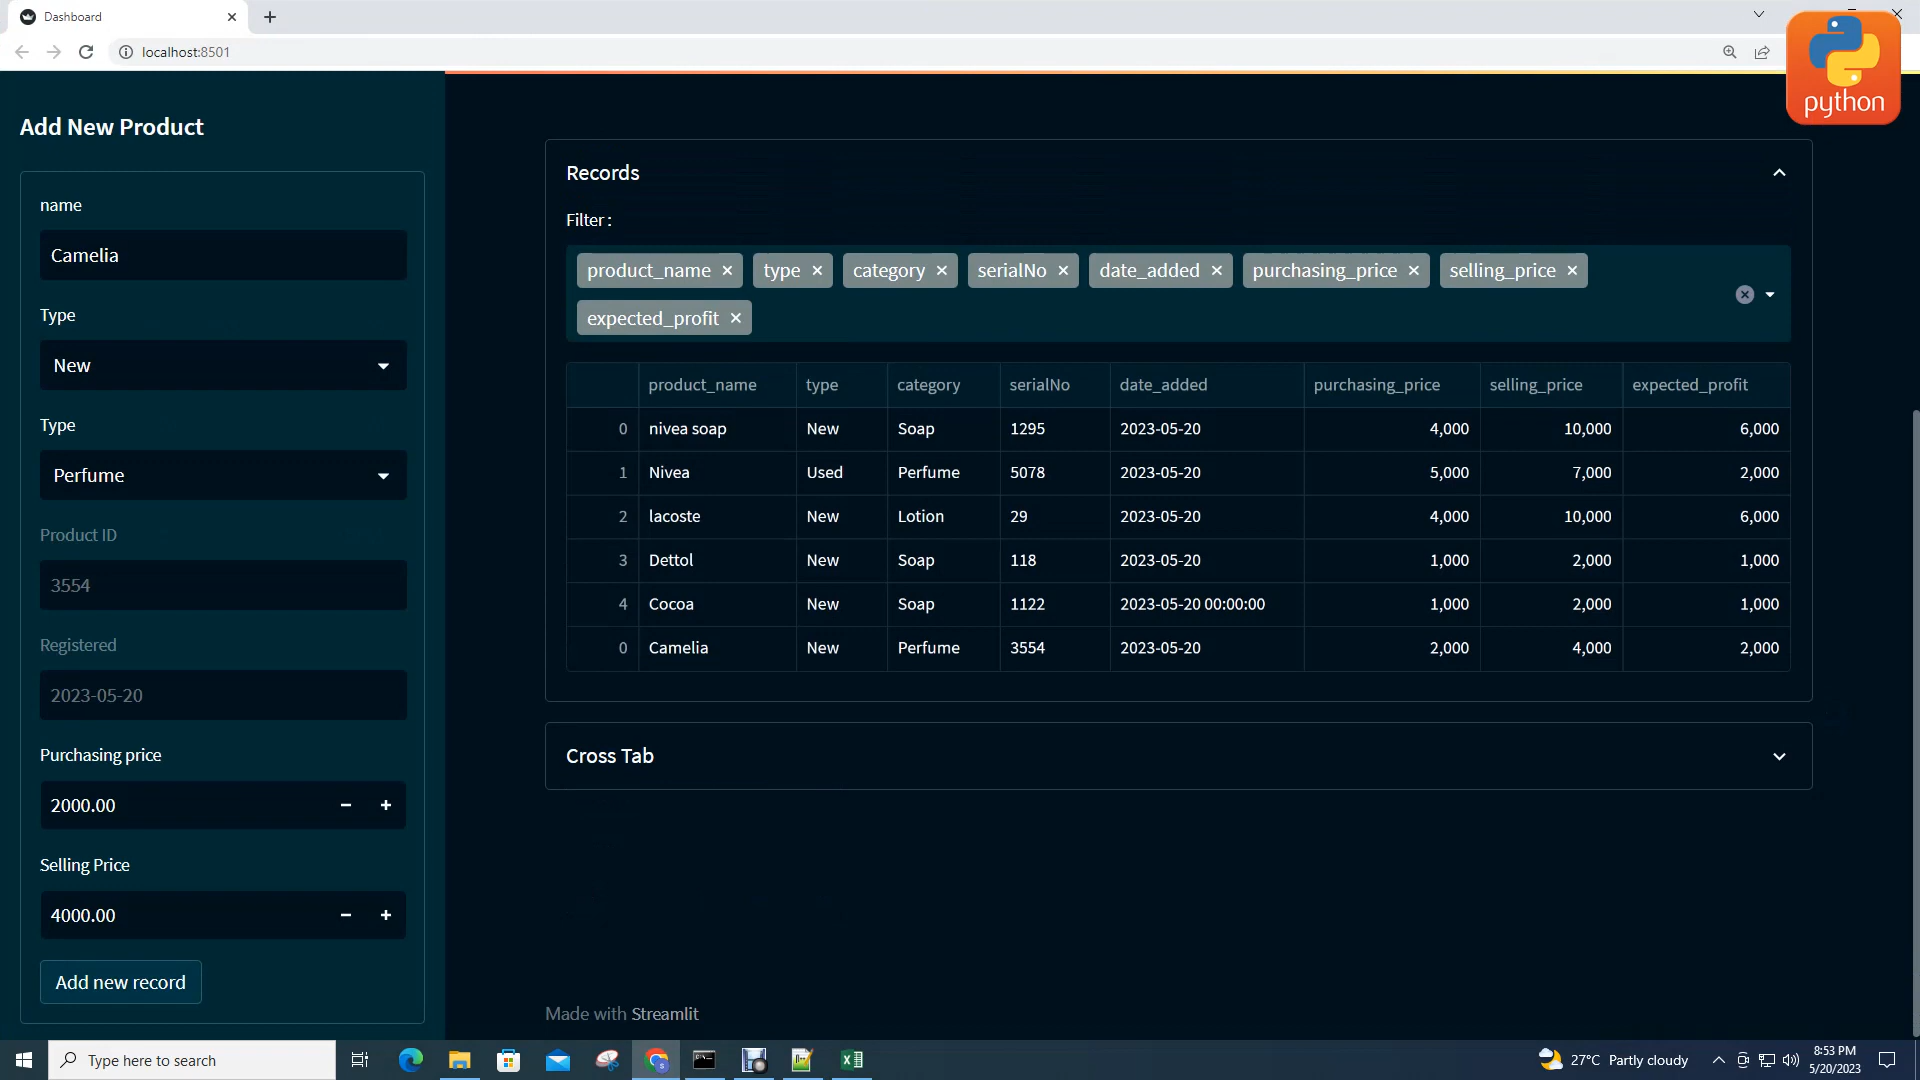 Dashboard
localhost:8501
python
Add New Product
name
Camelia
Type
New
Type
Perfume
Product ID
3554
Registered
2023-05-20
Purchasing price
2000.00
Selling Price
4000.00
Add new record
Records
Filter :
product_name type category serialNo date_added purchasing_price selling_price
expected_profit
product_name type category serialNo date_added purchasing_price selling_price expected_profit
0 nivea soap New Soap 1295 2023-05-20 4,000 10,000 6,000
1 Nivea Used Perfume 5078 2023-05-20 5,000 7,000 2,000
2 lacoste New Lotion 29 2023-05-20 4,000 10,000 6,000
3 Dettol New Soap 118 2023-05-20 1,000 2,000 1,000
4 Cocoa New Soap 1122 2023-05-20 00:00:00 1,000 2,000 1,000
0 Camelia New Perfume 3554 2023-05-20 2,000 4,000 2,000
Cross Tab
Made with Streamlit
Type here to search
27°C Partly cloudy
8:53 PM
5/20/2023